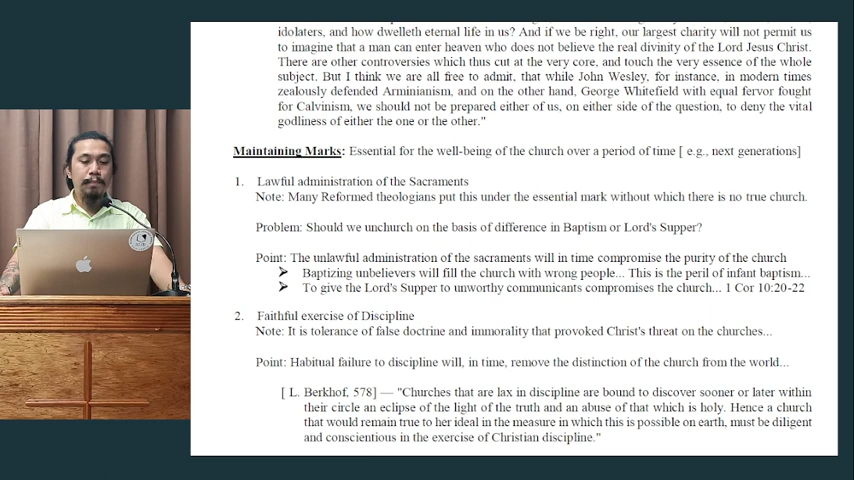 idolaters, and how dwelleth eternal life in us? And if we be right, our largest charity will not permit us
to imagine that a man can enter heaven who does not believe the real divinity of the Lord Jesus Christ.
There are other controversies which thus cut at the very core, and touch the very essence of the whole
subject. But I think we are all free to admit, that while John Wesley, for instance, in modern times
zealously defended Arminianism, and on the other hand, George Whitefield with equal fervor fought
for Calvinism, we should not be prepared either of us, on either side of the question, to deny the vital
godliness of either the one or the other."
Maintaining Marks: Essential for the well-being of the church over a period of time [ e.g., next generations]
1. Lawful administration of the Sacraments
Note: Many Reformed theologians put this under the essential mark without which there is no true church.
Problem: Should we unchurch on the basis of difference in Baptism or Lord's Supper?
Point: The unlawful administration of the sacraments will in time compromise the purity of the church
➢ Baptizing unbelievers will fill the church with wrong people... This is the peril of infant baptism...
➢ To give the Lord's Supper to unworthy communicants compromises the church... 1 Cor 10:20-22
2. Faithful exercise of Discipline
Note: It is tolerance of false doctrine and immorality that provoked Christ's threat on the churches...
Point: Habitual failure to discipline will, in time, remove the distinction of the church from the world...
[ L. Berkhof, 578] — "Churches that are lax in discipline are bound to discover sooner or later within
their circle an eclipse of the light of the truth and an abuse of that which is holy. Hence a church
that would remain true to her ideal in the measure in which this is possible on earth, must be diligent
and conscientious in the exercise of Christian discipline."